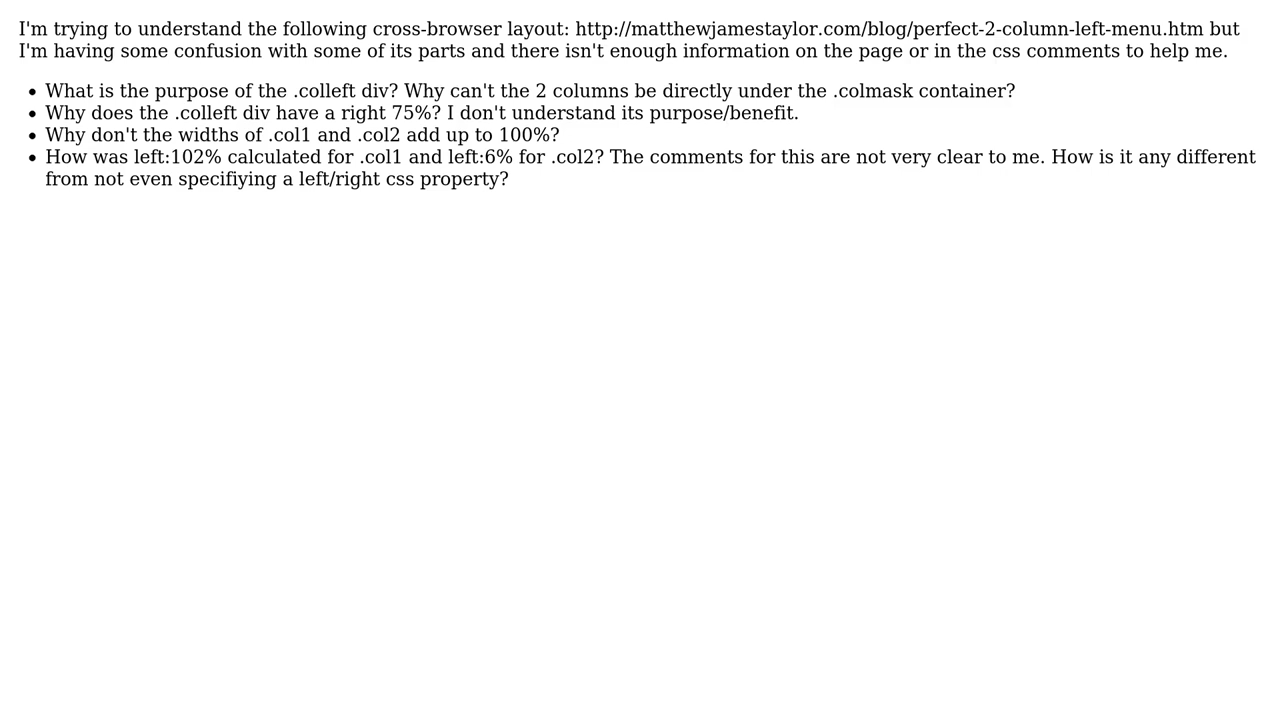 I'm trying to understand the following cross-browser layout: http://matthewjamestaylor.com/blog/perfect-2-column-left-menu.htm but
I'm having some confusion with some of its parts and there isn't enough information on the page or in the css comments to help me.
• What is the purpose of the .colleft div? Why can't the 2 columns be directly under the .colmask container?
• Why does the .colleft div have a right 75%? I don't understand its purpose/benefit.
• Why don't the widths of .col1 and .col2 add up to 100%?
• How was left:102% calculated for .col1 and left:6% for .col2? The comments for this are not very clear to me. How is it any different
from not even specifiying a left/right css property?